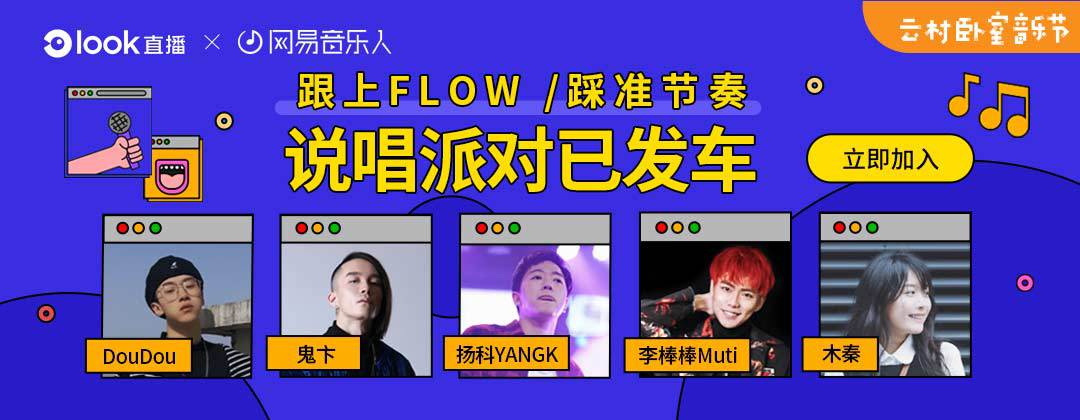 look直播 × 网易音乐人
云村卧室音乐节
跟上FLOW /踩准节奏
说唱派对已发车
立即加入
DouDou
鬼卞
扬科YANGK
李棒棒Muti
木秦